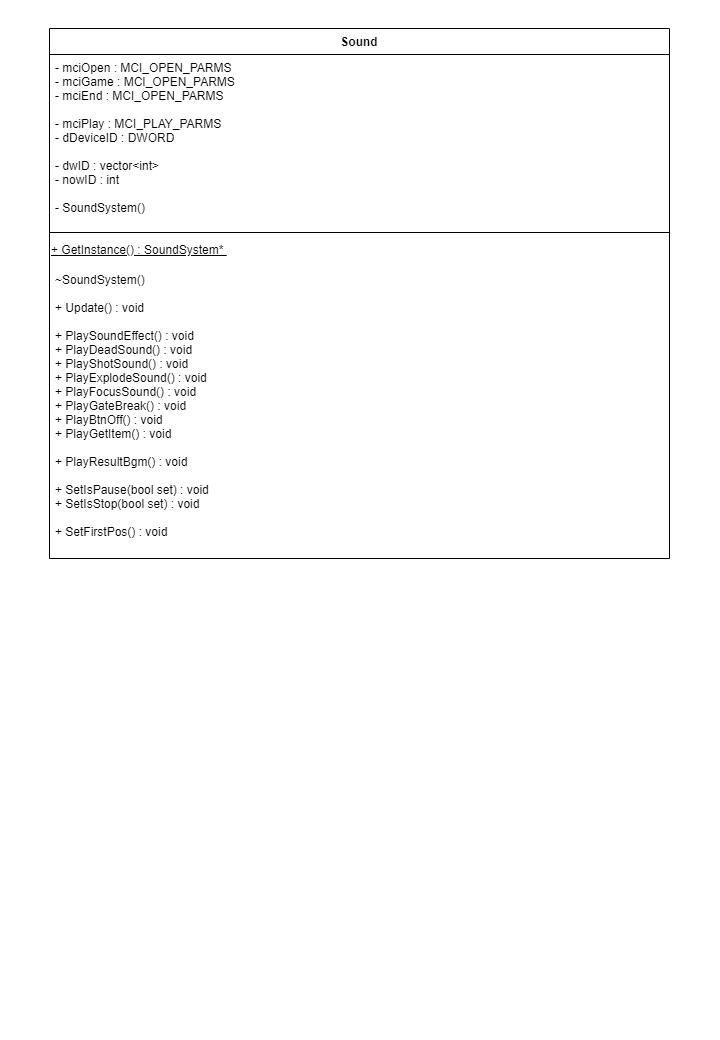 Sound
- mciOpen : MCI_OPEN_PARMS
- mciGame : MCI_OPEN_PARMS
- mciEnd : MCI_OPEN_PARMS
- mciPlay : MCI_PLAY_PARMS
- dDeviceID : DWORD
- dwID : vector<int>
- nowID : int
- SoundSystem()
+ GetInstance() : SoundSystem*
~SoundSystem()
+ Update() : void
+ PlaySoundEffect() : void
+ PlayDeadSound() : void
+ PlayShotSound() : void
+ PlayExplodeSound() : void
+ PlayFocusSound() : void
+ PlayGateBreak() : void
+ PlayBtnOff() : void
+ PlayGetItem() : void
+ PlayResultBgm() : void
+ SetIsPause(bool set) : void
+ SetIsStop(bool set) : void
+ SetFirstPos() : void